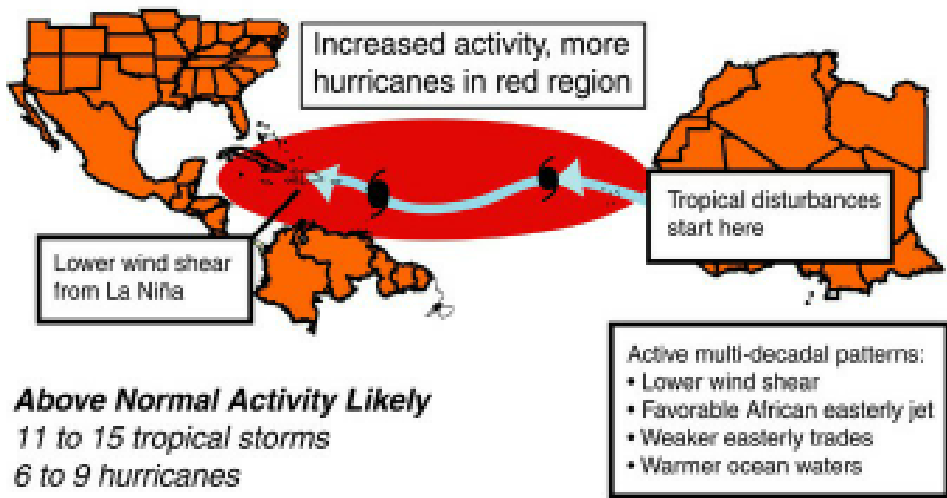 Increased activity, more
hurricanes in red region
Tropical disturbances
start here
Lower wind shear
from La Niña
Active multi-decadal patterns:
• Lower wind shear
• Favorable African easterly jet
• Weaker easterly trades
• Warmer ocean waters
Above Normal Activity Likely
11 to 15 tropical storms
6 to 9 hurricanes